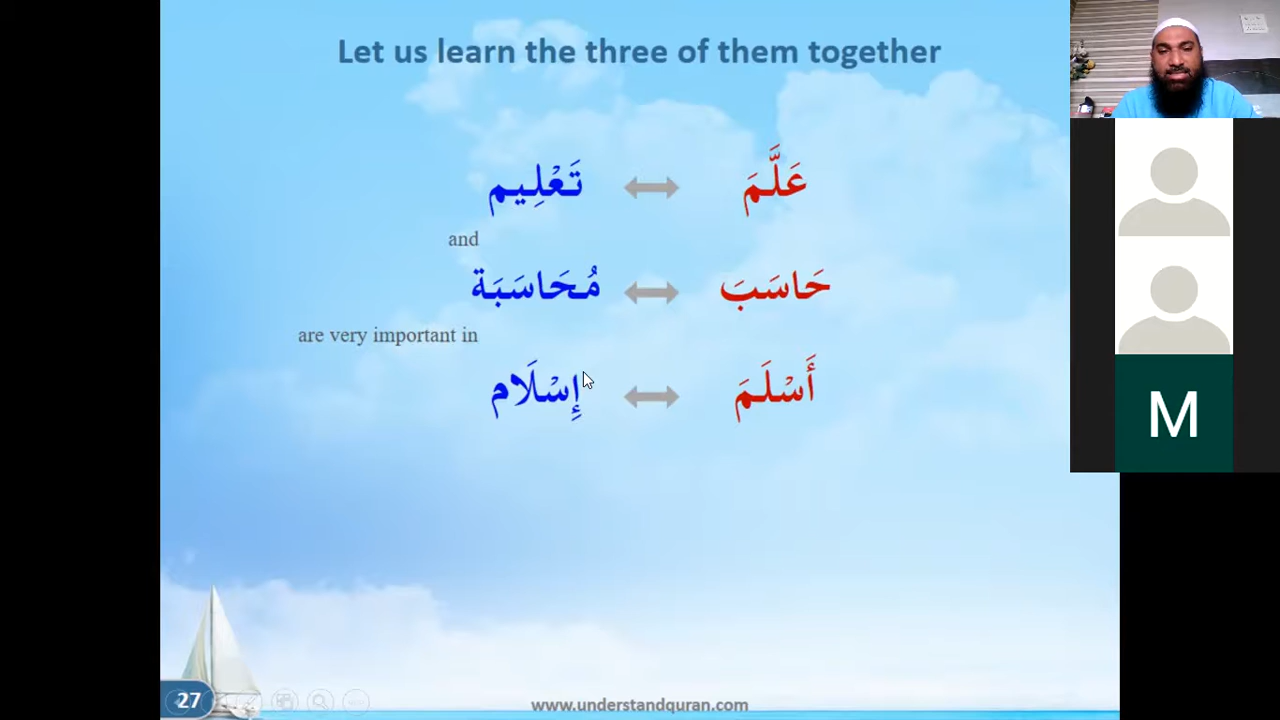 Let us learn the three of them together
عَلَّمَ ⟺ تَعْلِيم
and
حَاسَبَ ⟺ مُحَاسَبَة
are very important in
أَسْلَمَ ⟺ إِسْلَام
M
27
www.understandquran.com